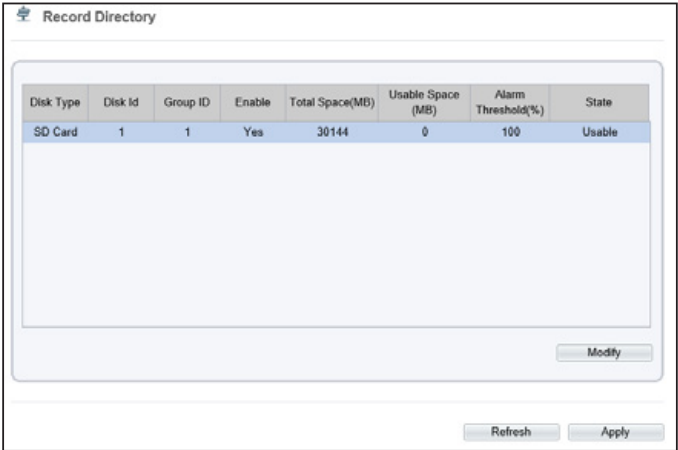 Record Directory
Disk Type Disk Id Group ID Enable Total Space(MB) Usable Space (MB) Alarm Threshold(%) State
SD Card 1 1 Yes 30144 0 100 Usable
Modify
Refresh Apply